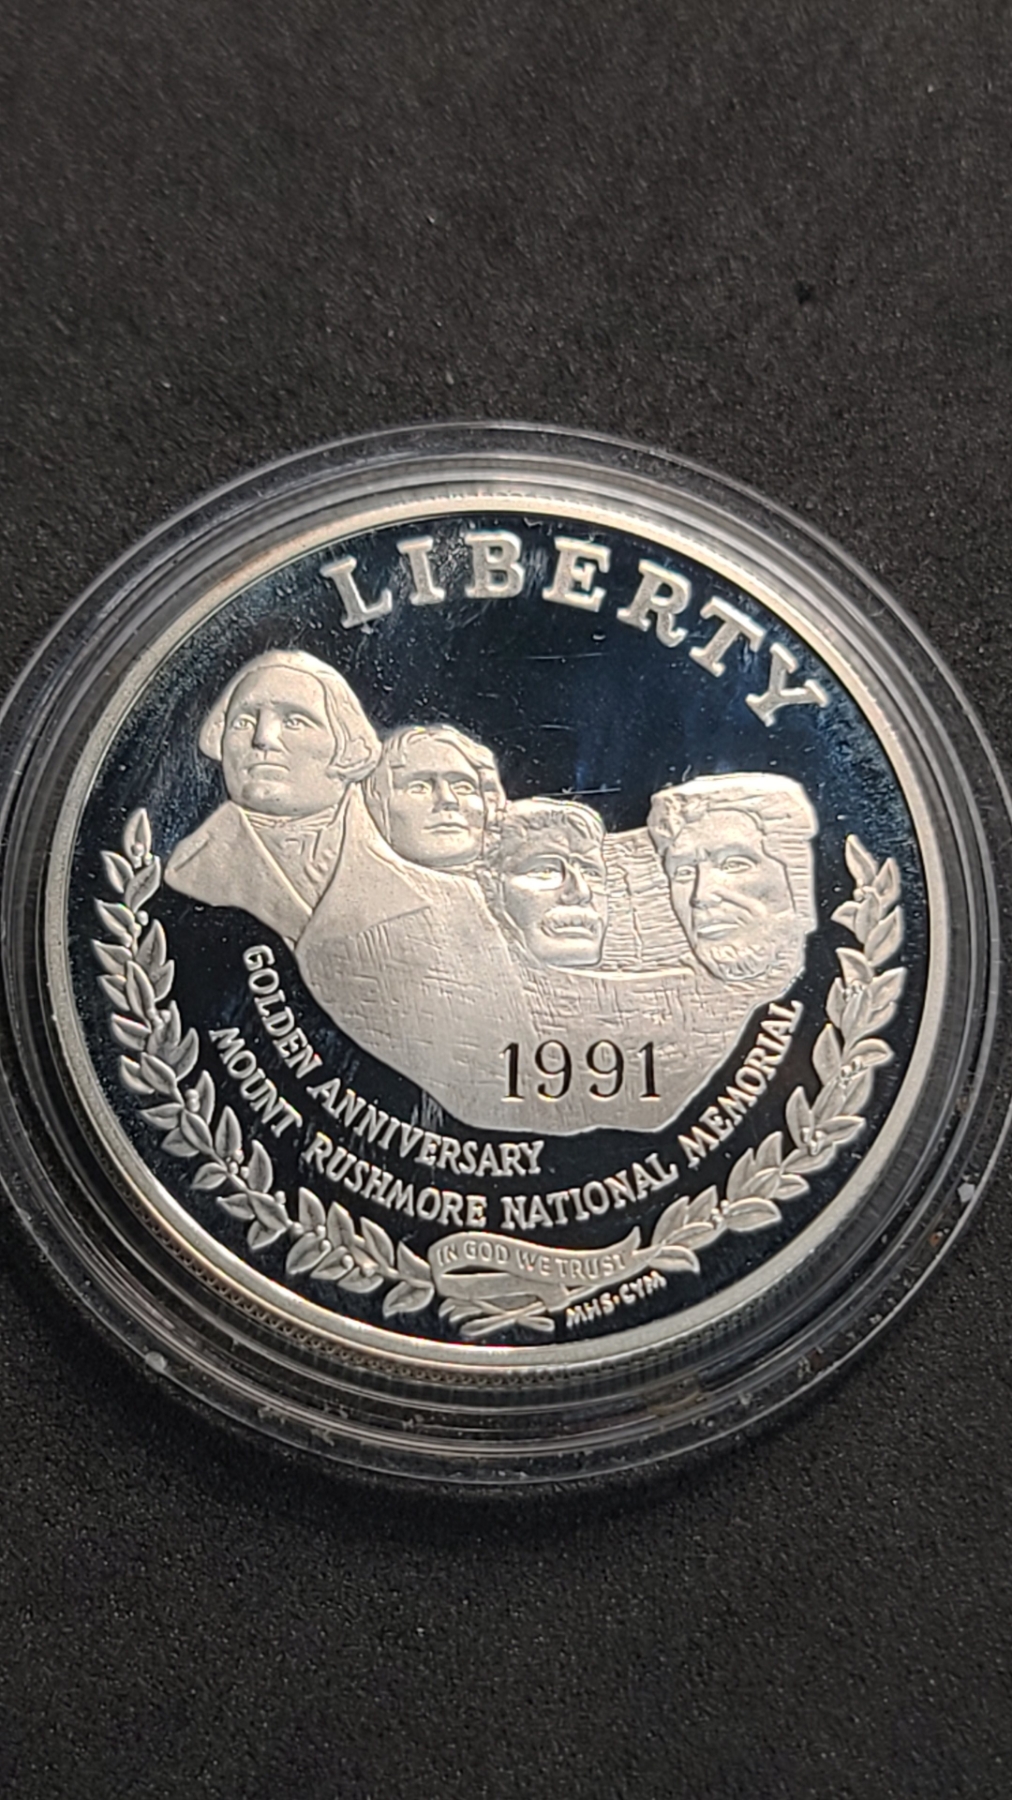 LIBERTY
1991
GOLDEN ANNIVERSARY
MOUNT RUSHMORE NATIONAL MEMORIAL
IN GOD WE TRUST
MHS·CYM